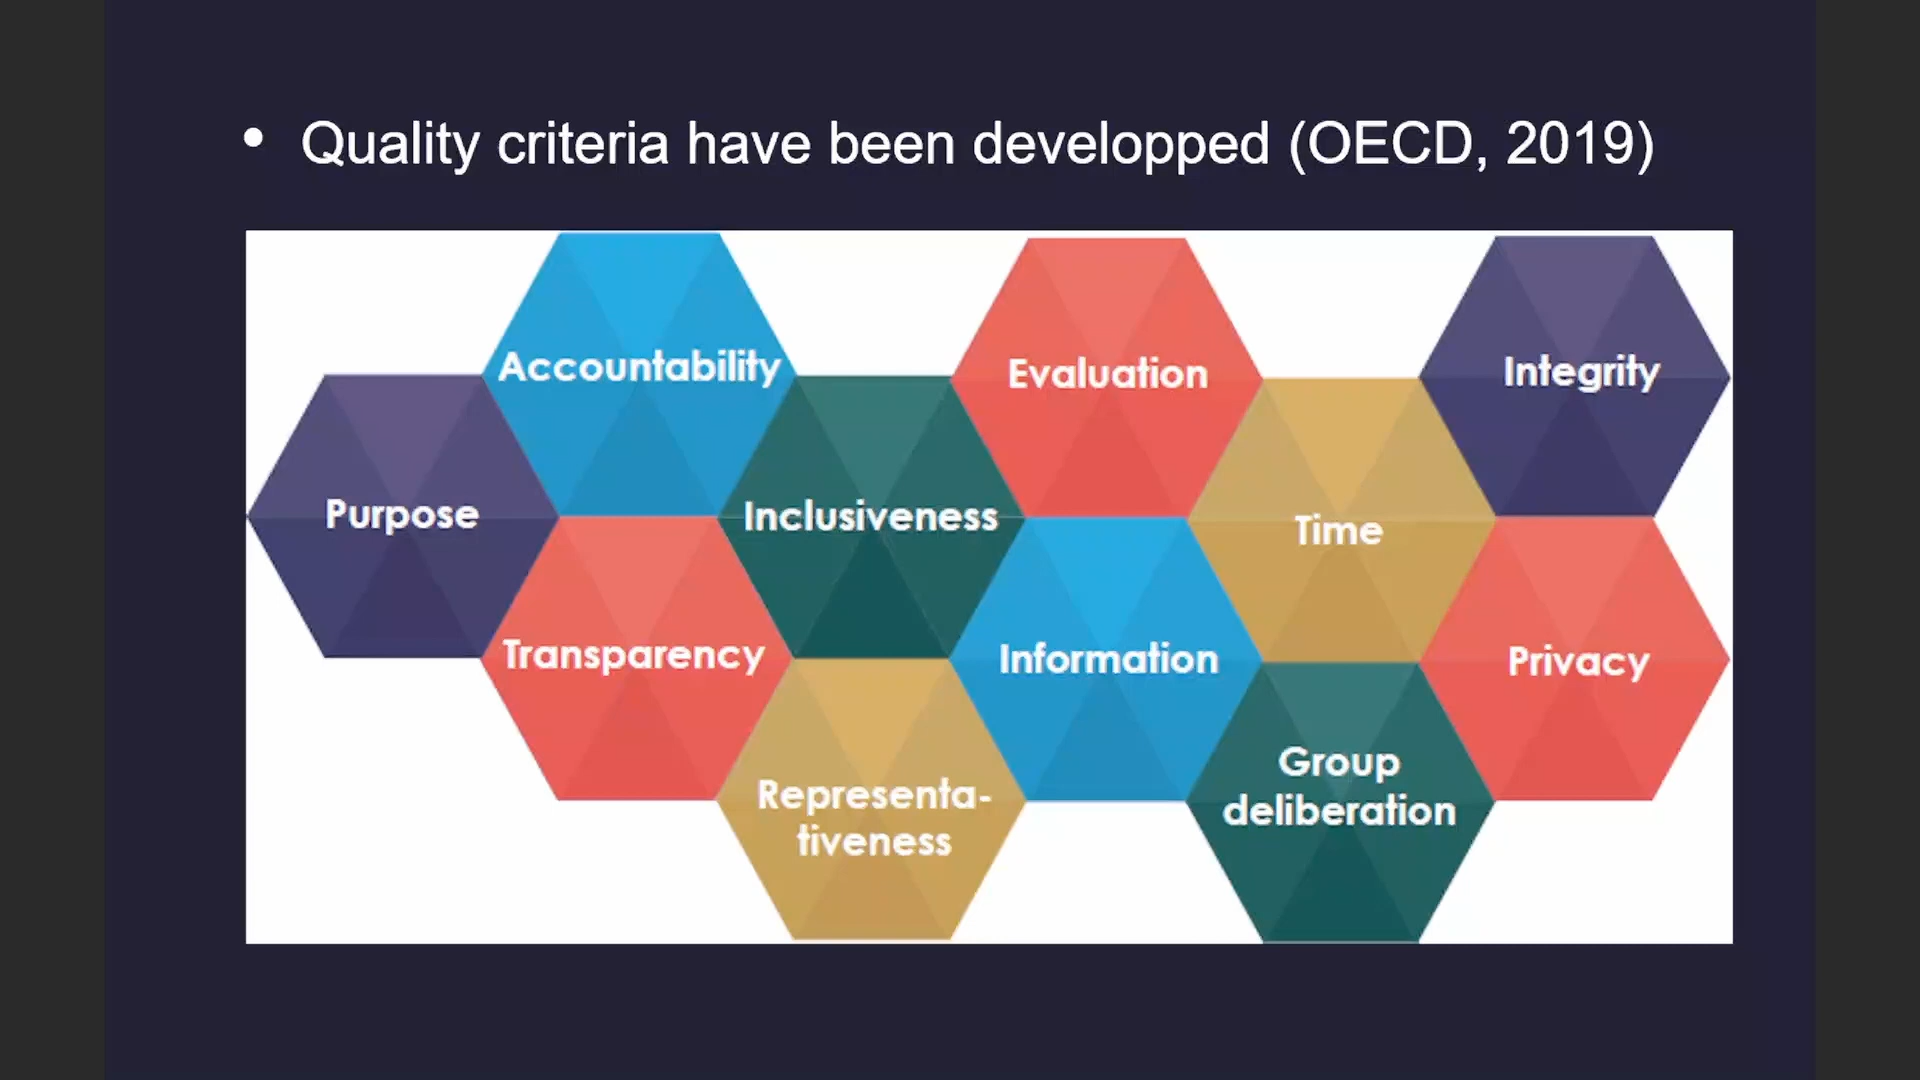 • Quality criteria have been developped (OECD, 2019)
Accountability
Evaluation
Integrity
Purpose
Inclusiveness
Time
Transparency
Information
Privacy
Representa-
tiveness
Group
deliberation